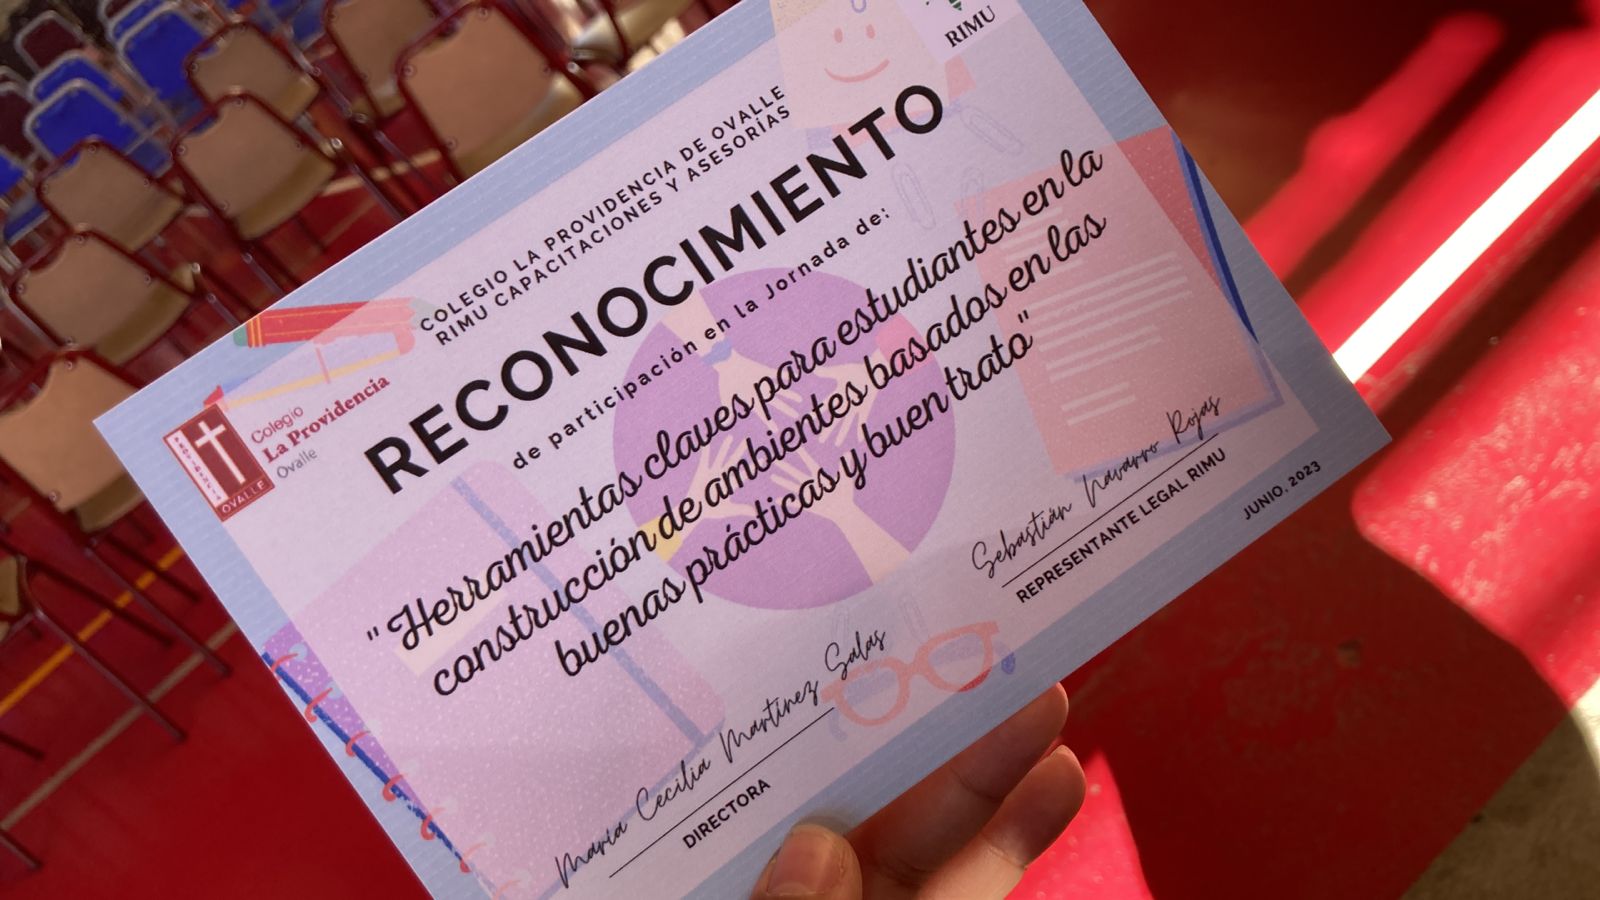 RIMU
COLEGIO LA PROVIDENCIA DE OVALLE
RIMU CAPACITACIONES Y ASESORÍAS
RECONOCIMIENTO
de participación en la Jornada de:
Colegio
La Providencia
Ovalle
PROVIDENCIA
OVALLE
"Herramientas claves para estudiantes en la
construcción de ambientes basados en las
buenas prácticas y buen trato"
María Cecilia Martínez Salas
DIRECTORA
Sebastián Navarro Rojas
REPRESENTANTE LEGAL RIMU
JUNIO, 2023